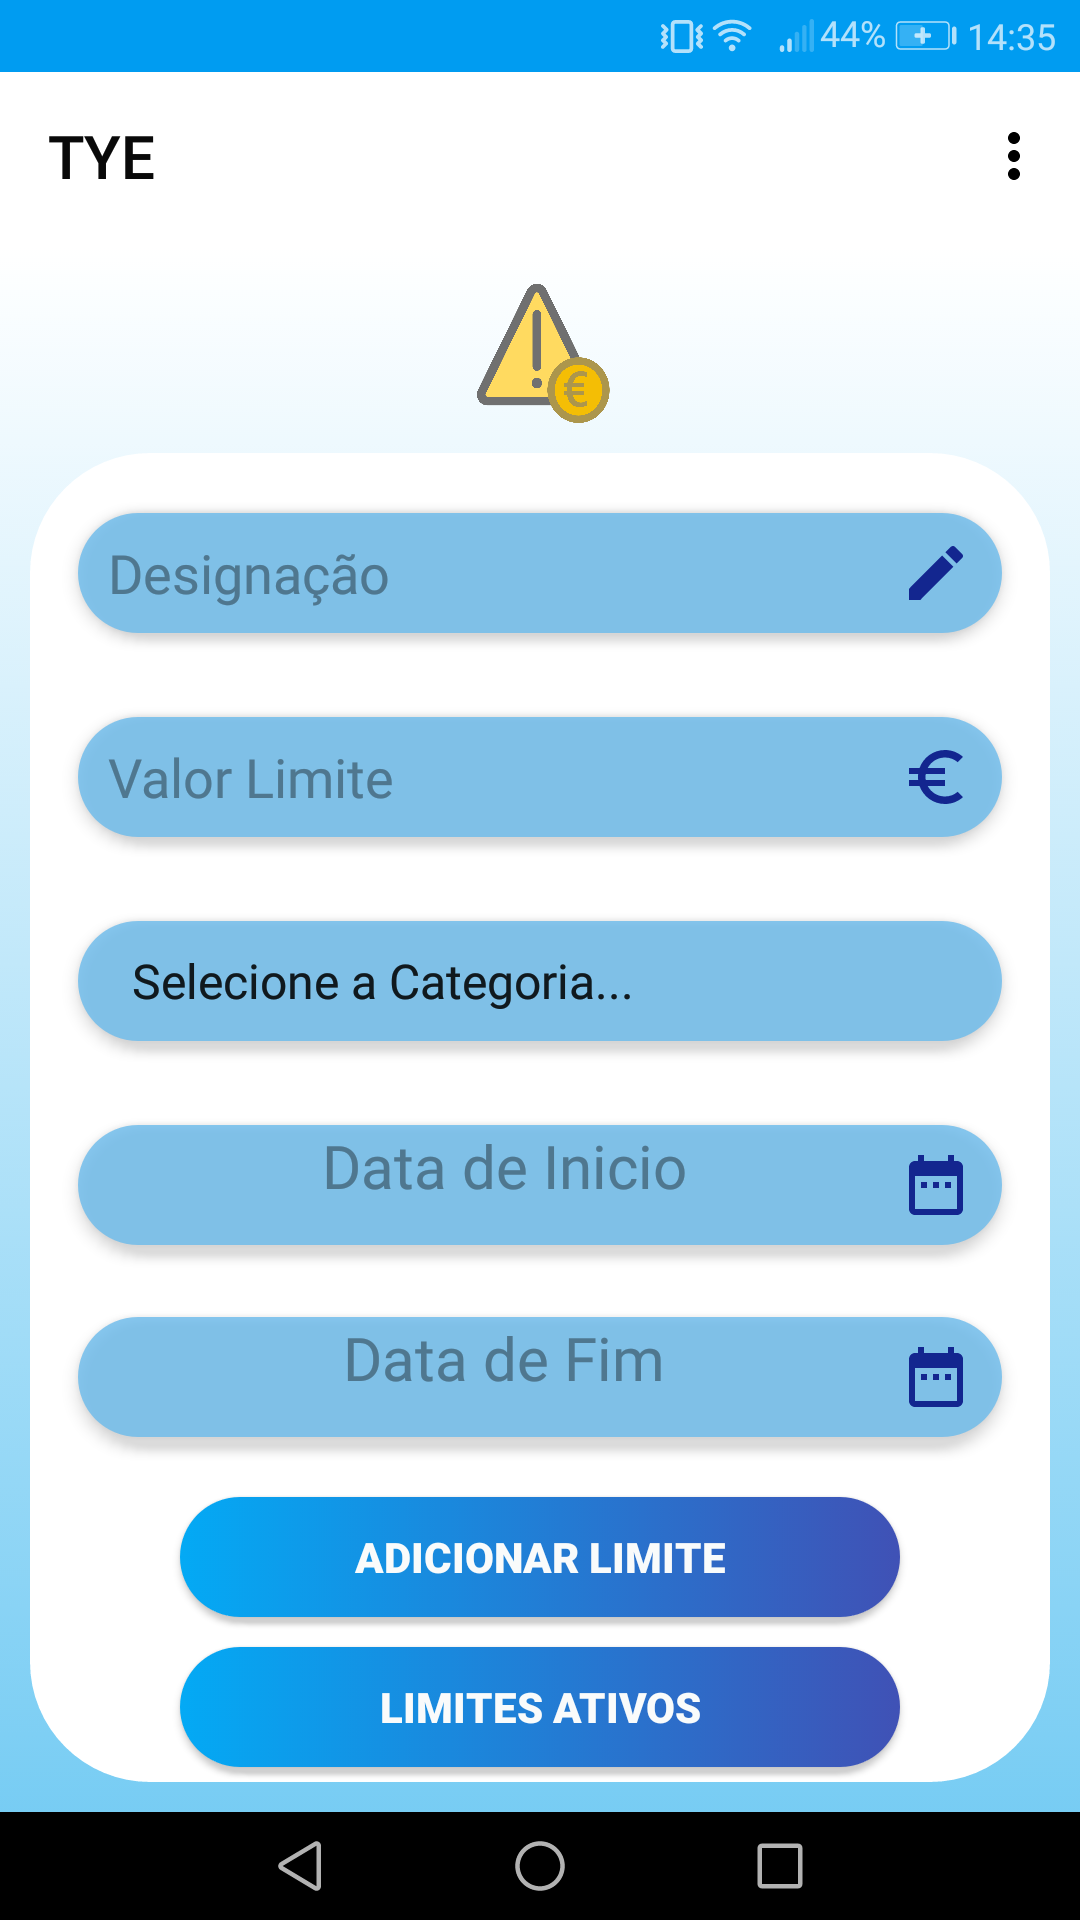 44% 14:35
TYE
€
Designação
Valor Limite
€
Selecione a Categoria...
Data de Inicio
Data de Fim
ADICIONAR LIMITE
LIMITES ATIVOS